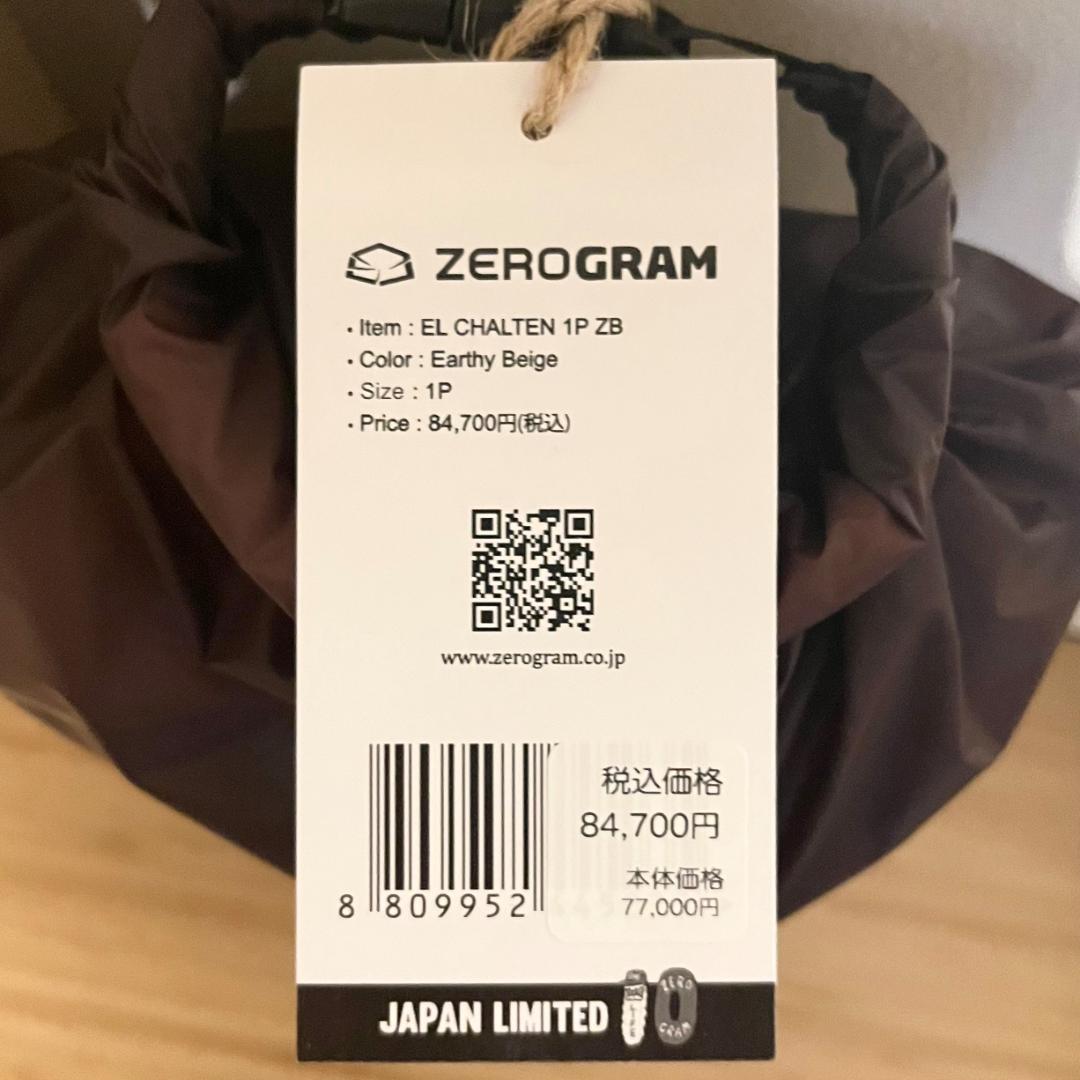 ZEROGRAM
• Item : EL CHALTEN 1P ZB
• Color : Earthy Beige
• Size : 1P
• Price : 84,700円(税込)
www.zerogram.co.jp
税込価格
84,700円
本体価格
77,000円
8 809952
JAPAN LIMITED
ZERO
GRAM